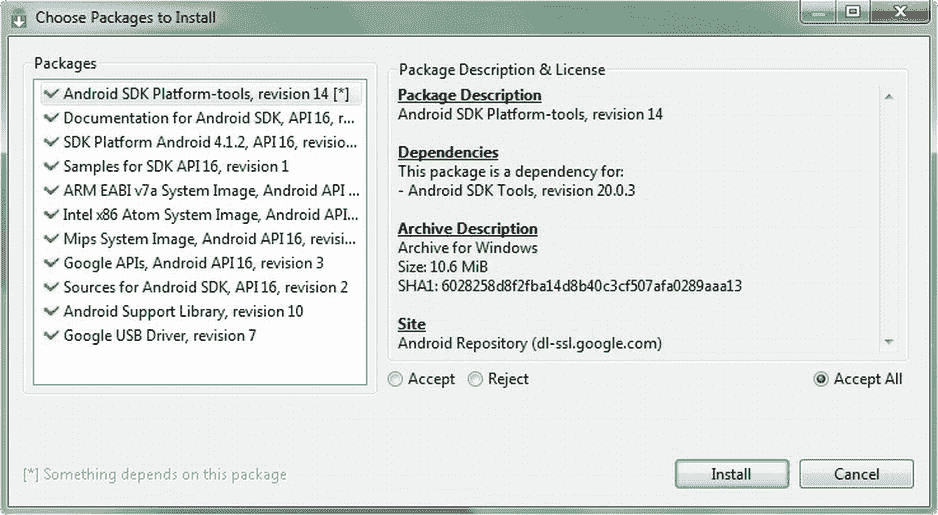 Choose Packages to Install
Packages
Android SDK Platform-tools, revision 14 [*]
Documentation for Android SDK, API 16, r...
SDK Platform Android 4.1.2, API 16, revisio...
Samples for SDK API 16, revision 1
ARM EABI v7a System Image, Android API ...
Intel x86 Atom System Image, Android API...
Mips System Image, Android API 16, revisi...
Google APIs, Android API 16, revision 3
Sources for Android SDK, API 16, revision 2
Android Support Library, revision 10
Google USB Driver, revision 7
Package Description & License
Package Description
Android SDK Platform-tools, revision 14
Dependencies
This package is a dependency for:
- Android SDK Tools, revision 20.0.3
Archive Description
Archive for Windows
Size: 10.6 MiB
SHA1: 6028258d8f2fba14d8b40c3cf507afa0289aaa13
Site
Android Repository (dl-ssl.google.com)
Accept Reject Accept All
[*] Something depends on this package
Install Cancel